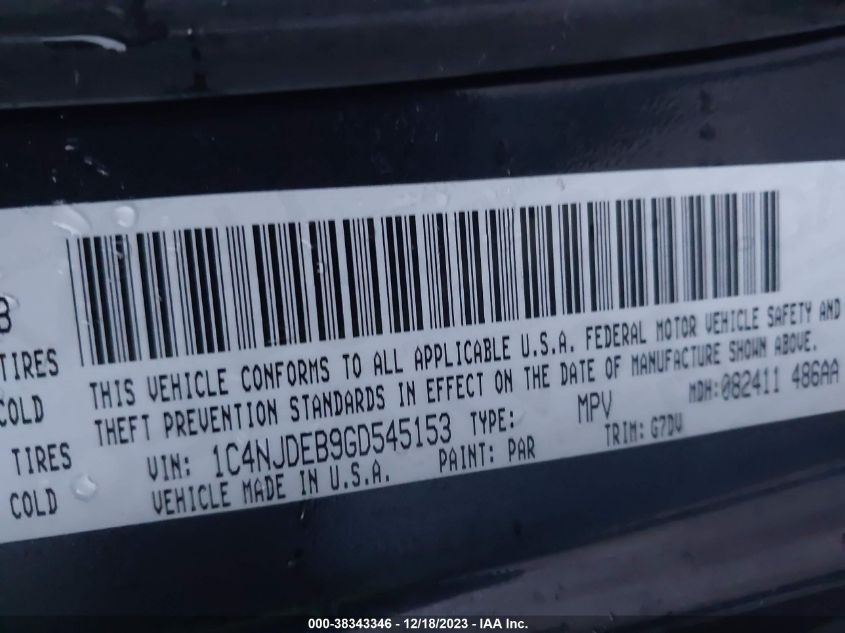 B
TIRES
COLD
TIRES
COLD
THIS VEHICLE CONFORMS TO ALL APPLICABLE U.S.A. FEDERAL MOTOR VEHICLE SAFETY AND
THEFT PREVENTION STANDARDS IN EFFECT ON THE DATE OF MANUFACTURE SHOWN ABOVE.
VIN: 1C4NJDEB9GD545153 TYPE: MPV MDH:082411 486AA
VEHICLE MADE IN U.S.A. PAINT: PAR TRIM: G7DV
000-38343346 - 12/18/2023 - © IAA Inc.